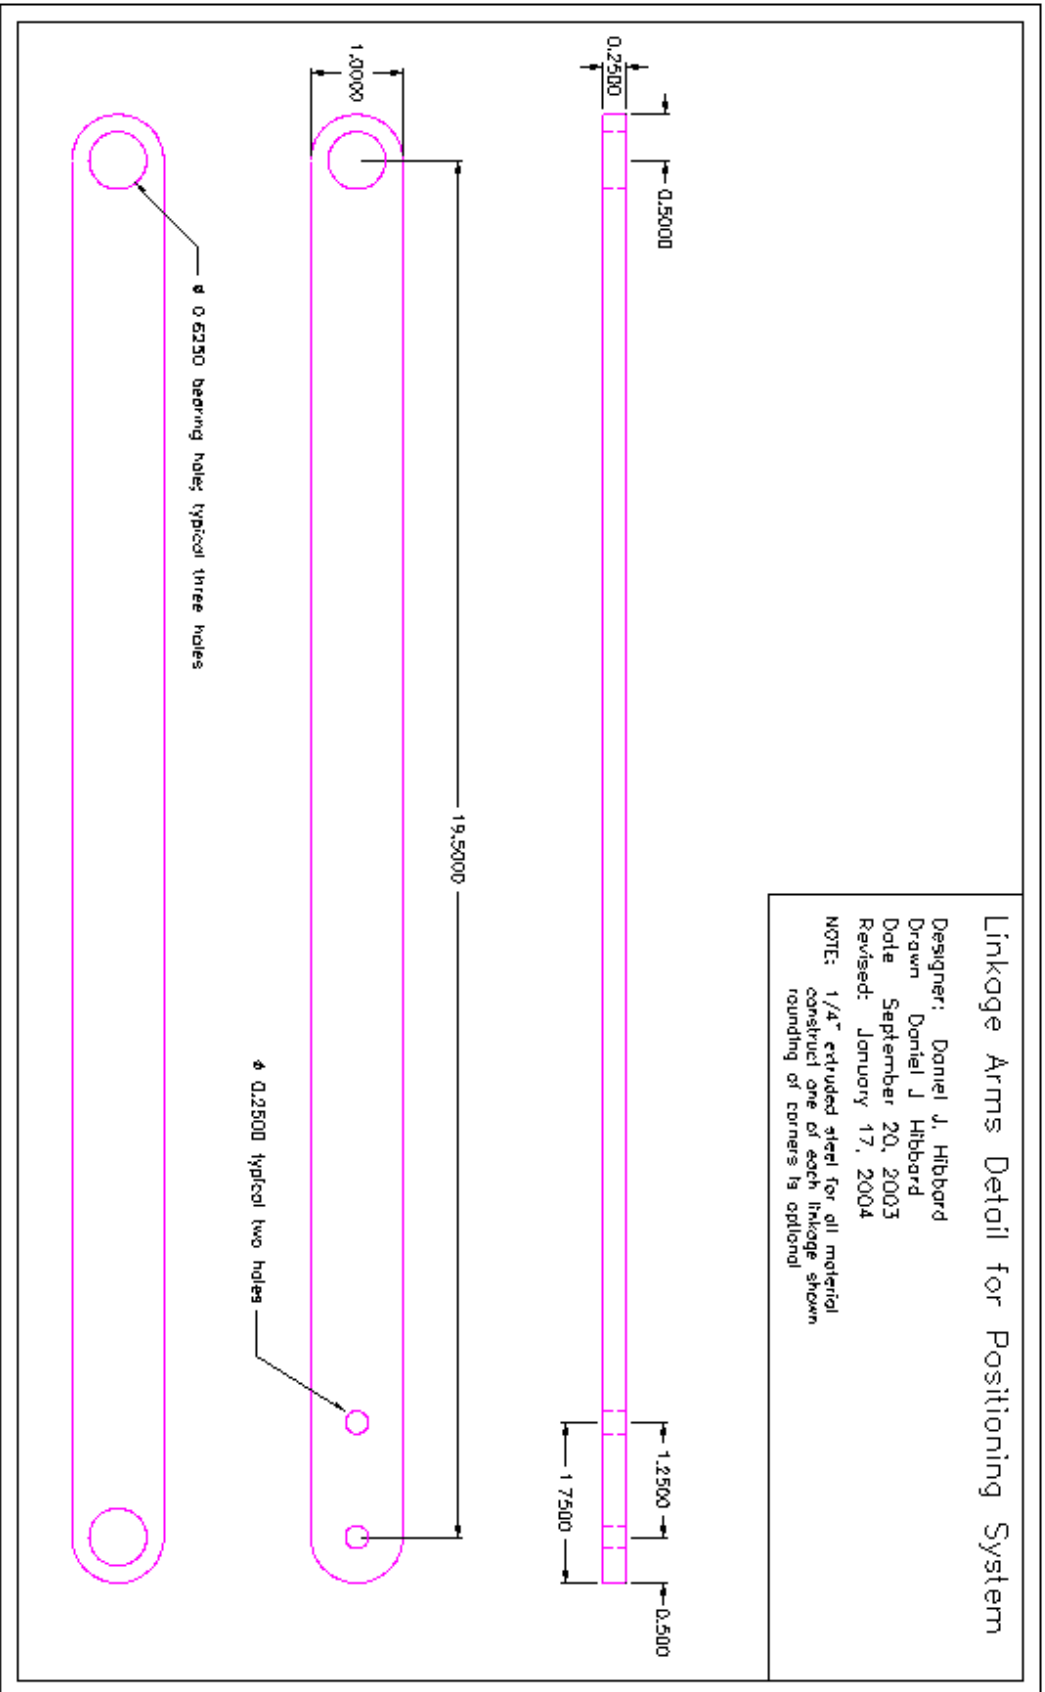 Linkage Arms Detail for Positioning System
Designer: Daniel J. Hibbard
Drawn Daniel J Hibbard
Date September 20, 2003
Revised: January 17, 2004
NOTE: 1/4" extruded steel for all material
construct one of each linkage shown
rounding of corners is optional
0.2500
0.5000
1.2500
0.500
1.7500
1.0000
19.5000
ø 0.2500 typical two holes
ø 0.6250 bearing holes typical three holes